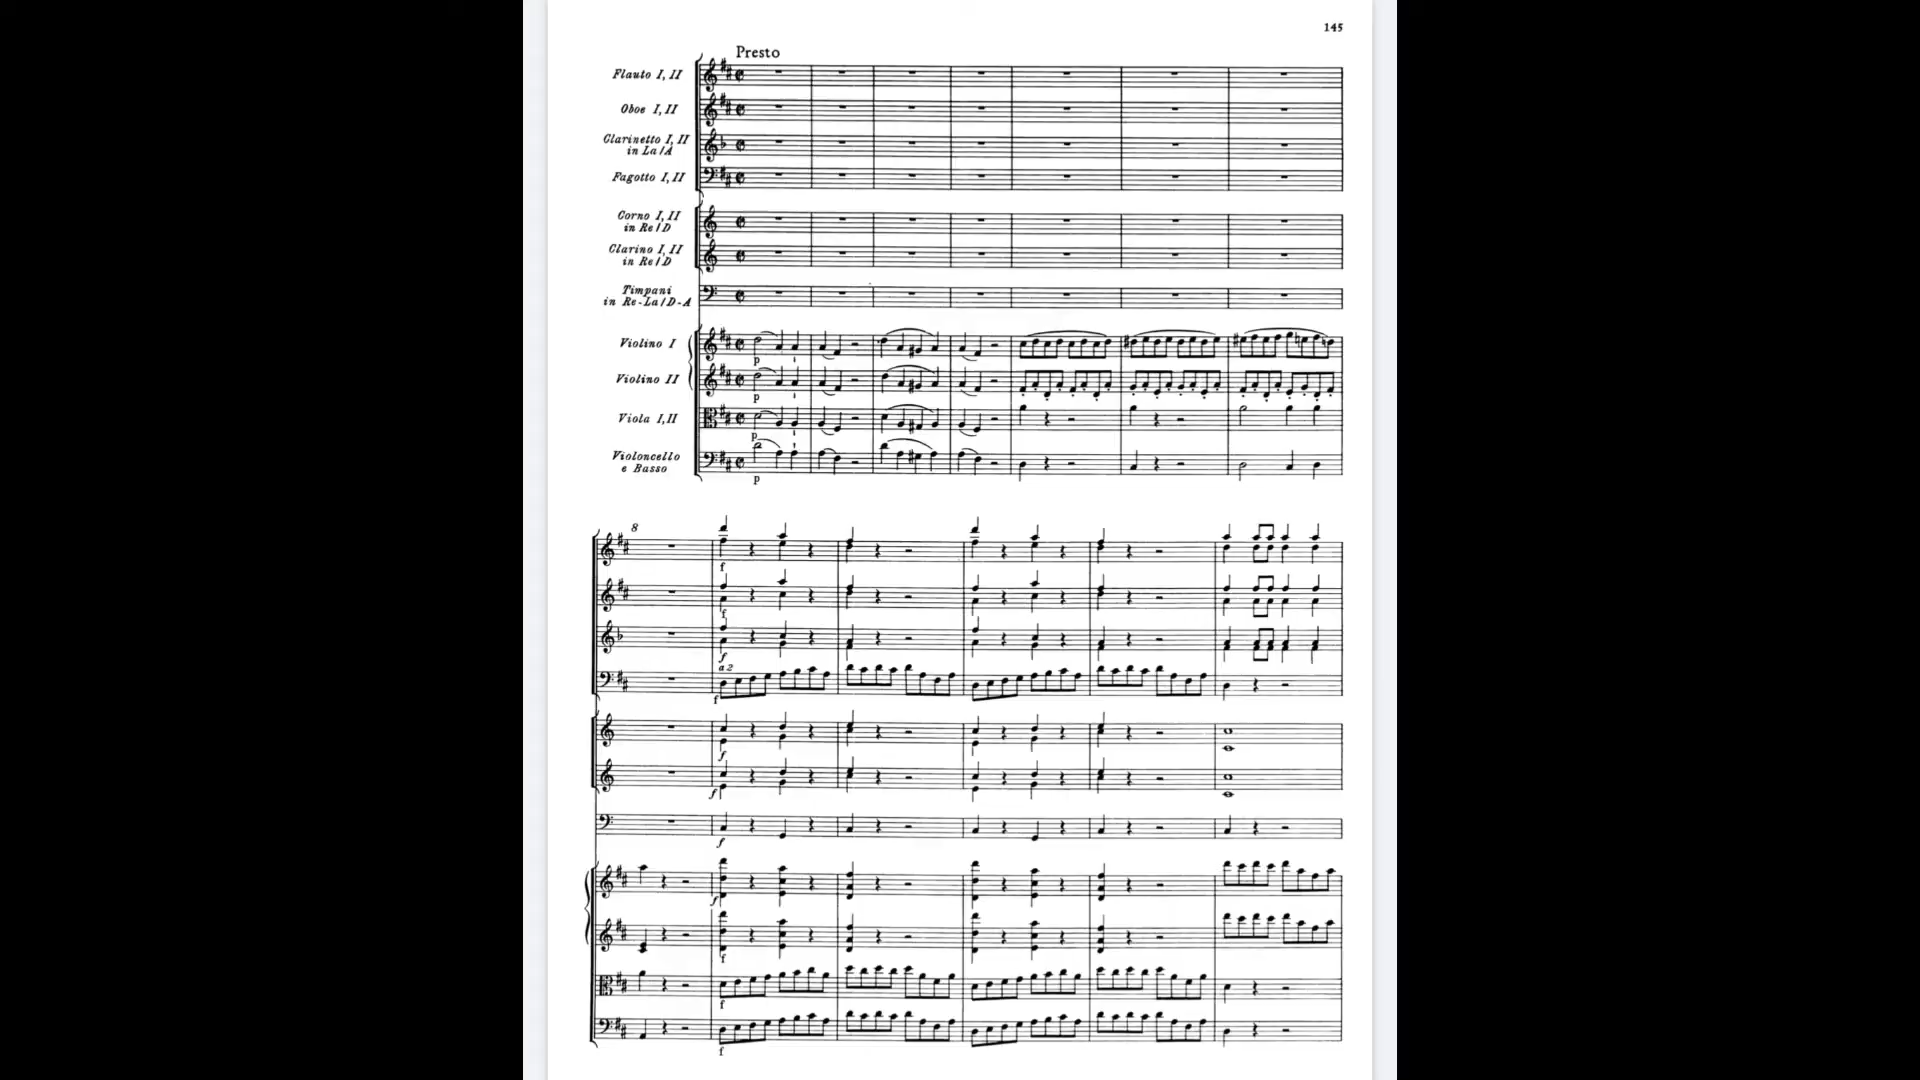 145
Presto
Flauto I, II
Oboe I, II
Clarinetto I, II
in La/A
Fagotto I, II
Corno I, II
in Re/D
Clarino I, II
in Re/D
Timpani
in Re-La/D-A
Violino I
p
Violino II
p
Viola I, II
p
Violoncello
e Basso
p
8
f
f
f
a 2
f
f
f
f
f
f
f
f